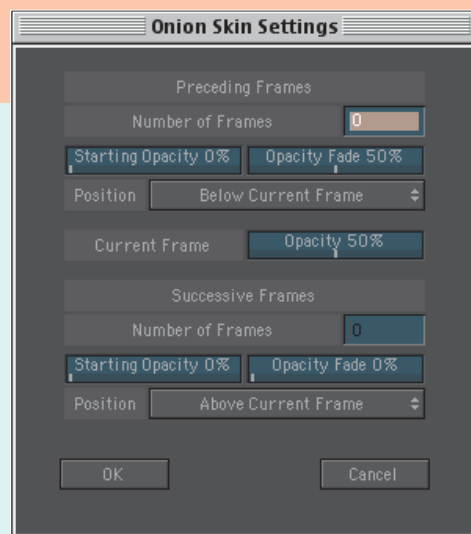 Onion Skin Settings
Preceding Frames
Number of Frames 0
Starting Opacity 0% Opacity Fade 50%
Position Below Current Frame
Current Frame Opacity 50%
Successive Frames
Number of Frames 0
Starting Opacity 0% Opacity Fade 0%
Position Above Current Frame
OK Cancel